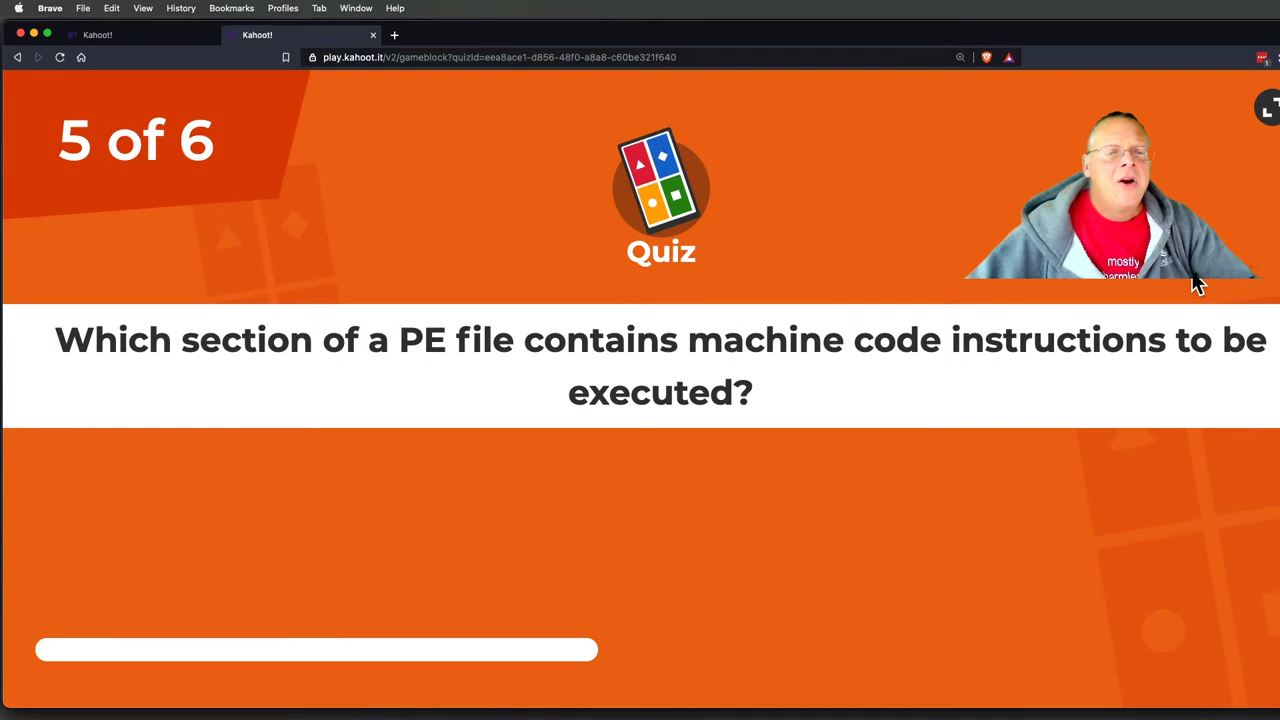 Brave File Edit View History Bookmarks Profiles Tab Window Help
Kahoot! Kahoot!
play.kahoot.it/v2/gameblock?quizId=eea8ace1-d856-48f0-a8a8-c60be321f640
5 of 6
Quiz
mostly
harmless
Which section of a PE file contains machine code instructions to be
executed?